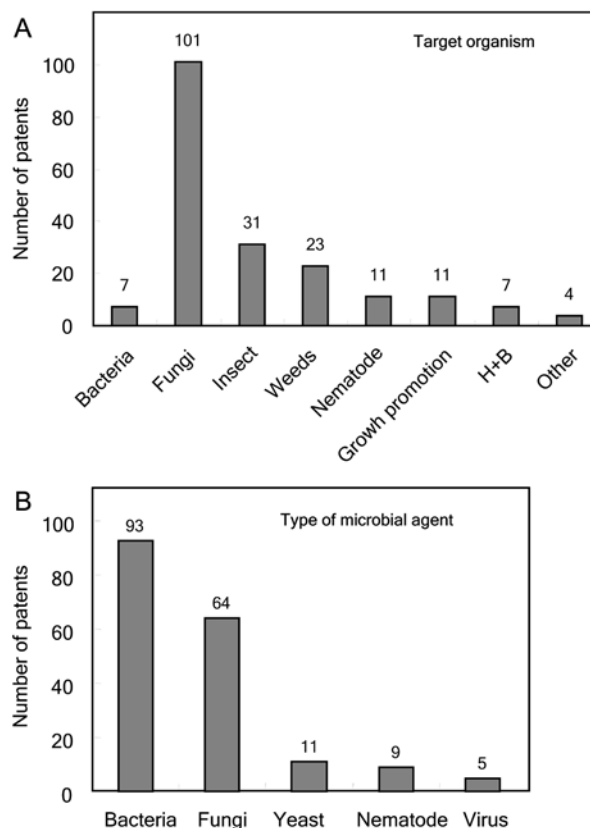 A
Target organism
Number of patents
100
80
60
40
20
0
7
101
31
23
11
11
7
4
Bacteria
Fungi
Insect
Weeds
Nematode
Growh promotion
H+B
Other
B
Type of microbial agent
Number of patents
100
80
60
40
20
0
93
64
11
9
5
Bacteria Fungi Yeast Nematode Virus